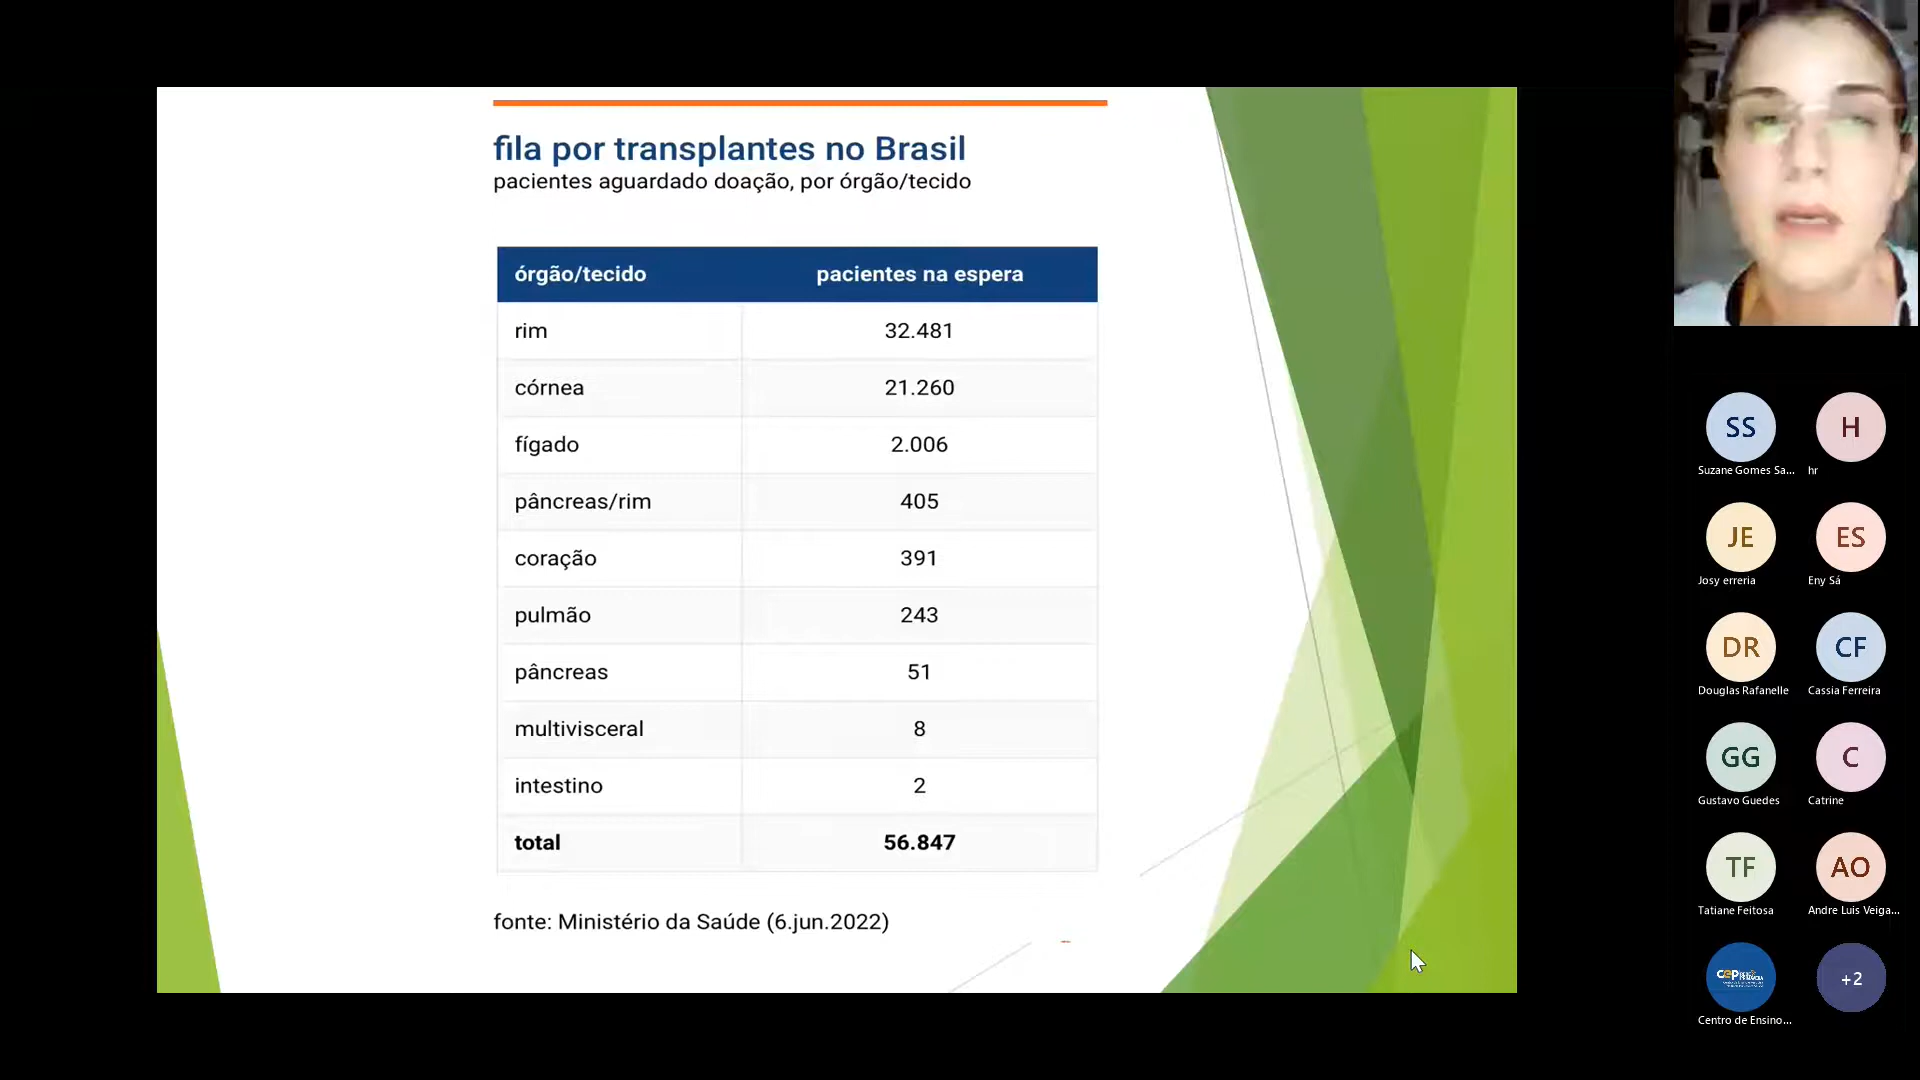 fila por transplantes no Brasil
pacientes aguardado doação, por órgão/tecido
órgão/tecido pacientes na espera
rim 32.481
córnea 21.260
fígado 2.006
pâncreas/rim 405
coração 391
pulmão 243
pâncreas 51
multivisceral 8
intestino 2
total 56.847
fonte: Ministério da Saúde (6.jun.2022)
SS H
Suzane Gomes Sa... hr
JE ES
Josy erreria Eny Sá
DR CF
Douglas Rafanelle Cassia Ferreira
GG C
Gustavo Guedes Catrine
TF AO
Tatiane Feitosa Andre Luis Veiga...
cep +2
Centro de Ensino...